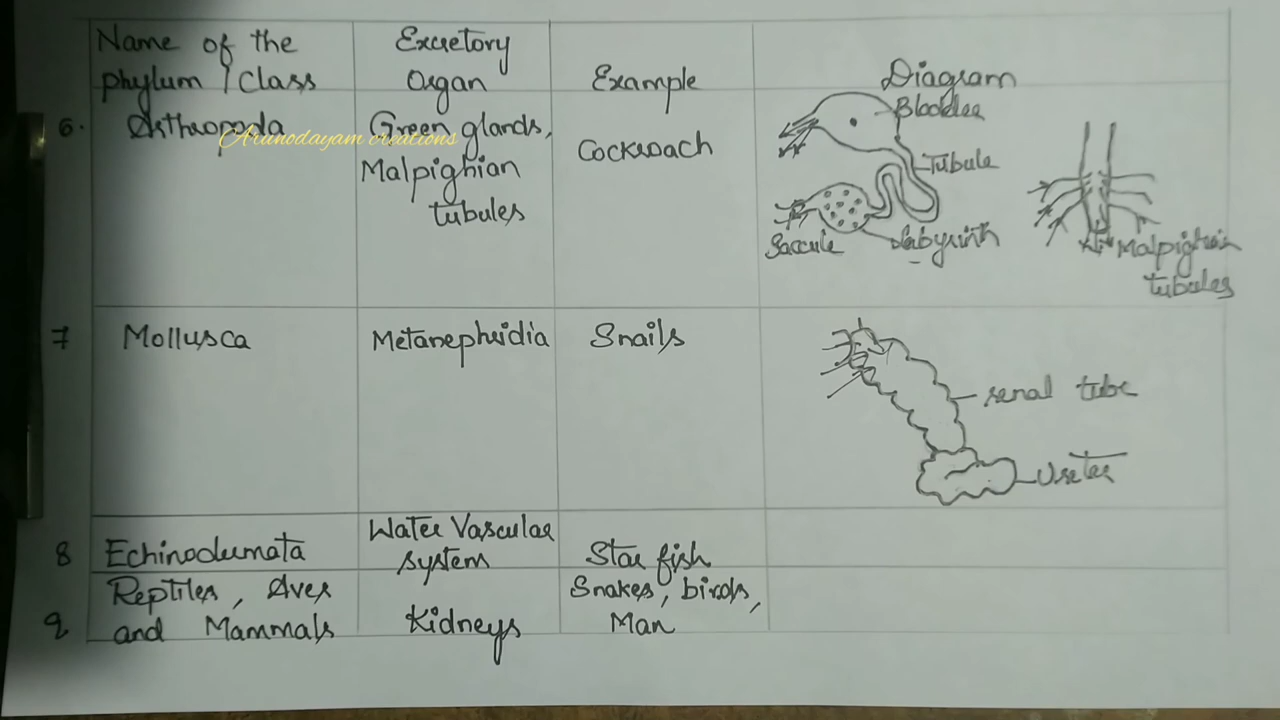 Name of the phylum / Class
Excretory Organ
Example
Diagram
6. Arthropoda
Arunodayam creations
Green glands,
Malpighian
tubules
Cockroach
Bladder
Tubule
Saccule
Labyrinth
Malpighian
tubules
7 Mollusca
Metanephridia
Snails
renal tube
Ureter
8 Echinodermata
Water Vascular
system
Star fish
9 Reptiles, Aves
and Mammals
Kidneys
Snakes, birds,
Man